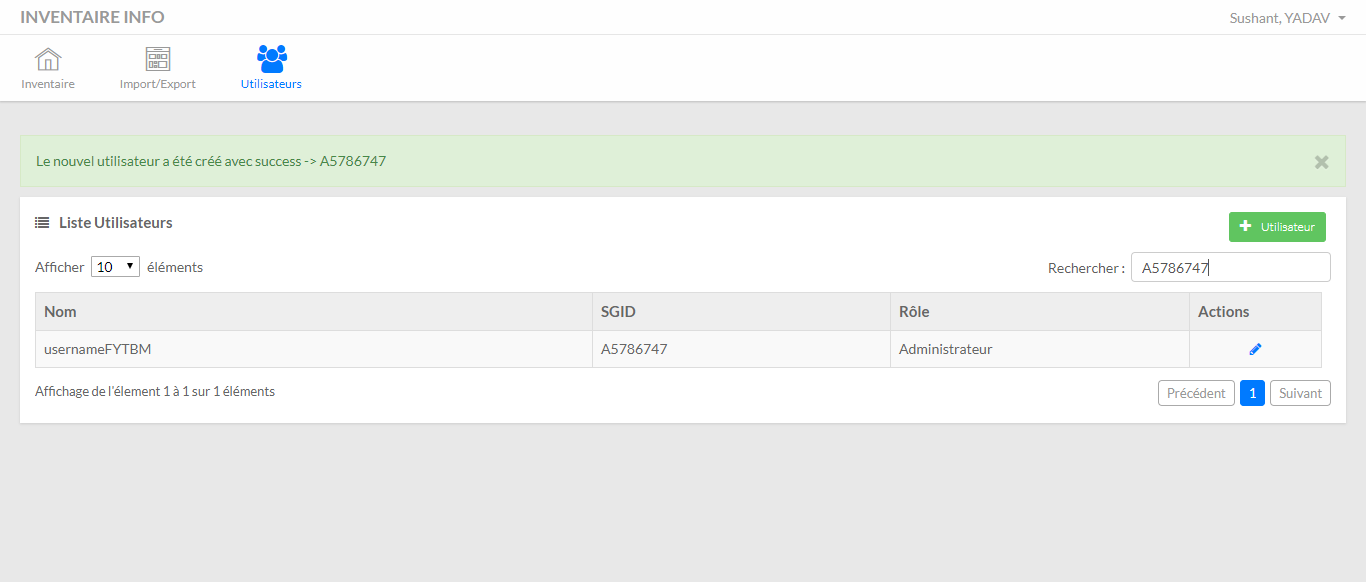 INVENTAIRE INFO
Sushant, YADAV
Inventaire
Import/Export
Utilisateurs
Le nouvel utilisateur a été créé avec success -> A5786747
Liste Utilisateurs
Utilisateur
Afficher 10 éléments
Rechercher : A5786747
Nom SGID Rôle Actions
usernameFYTBM A5786747 Administrateur
Affichage de l'élement 1 à 1 sur 1 éléments
Précédent 1 Suivant